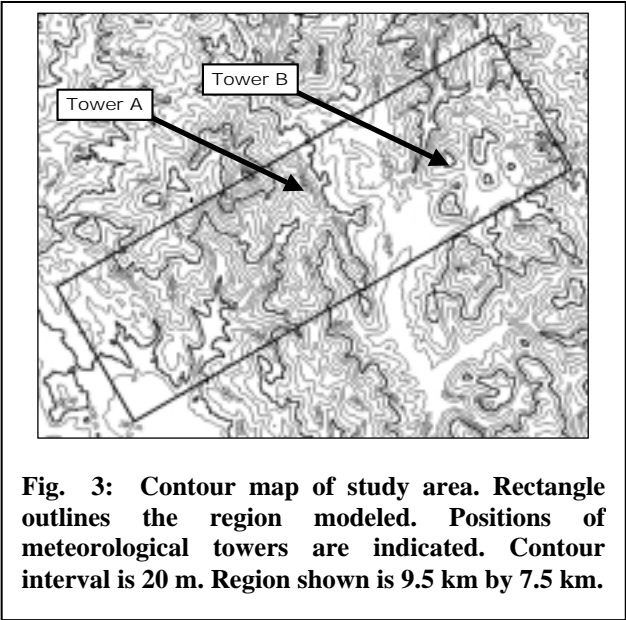 Tower B
Tower A
Fig. 3: Contour map of study area. Rectangle
outlines the region modeled. Positions of
meteorological towers are indicated. Contour
interval is 20 m. Region shown is 9.5 km by 7.5 km.